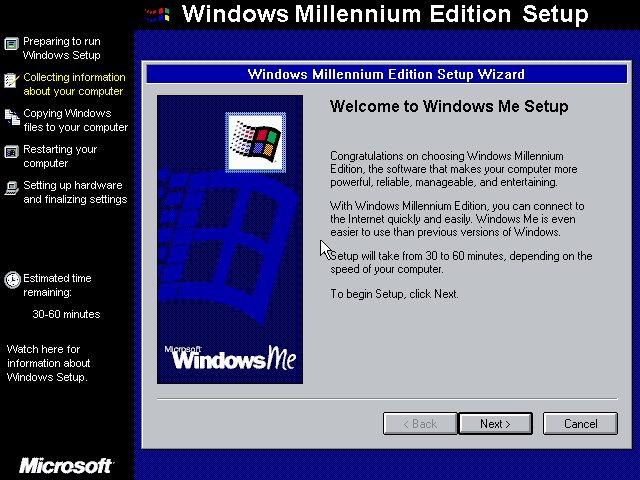 Windows Millennium Edition Setup
Preparing to run
Windows Setup
Collecting information
about your computer
Copying Windows
files to your computer
Restarting your
computer
Setting up hardware
and finalizing settings
Estimated time
remaining:
30-60 minutes
Watch here for
information about
Windows Setup.
Microsoft
Windows Millennium Edition Setup Wizard
Microsoft
Windows Me
Welcome to Windows Me Setup
Congratulations on choosing Windows Millennium
Edition, the software that makes your computer more
powerful, reliable, manageable, and entertaining.
With Windows Millennium Edition, you can connect to
the Internet quickly and easily. Windows Me is even
easier to use than previous versions of Windows.
Setup will take from 30 to 60 minutes, depending on the
speed of your computer.
To begin Setup, click Next.
< Back Next > Cancel